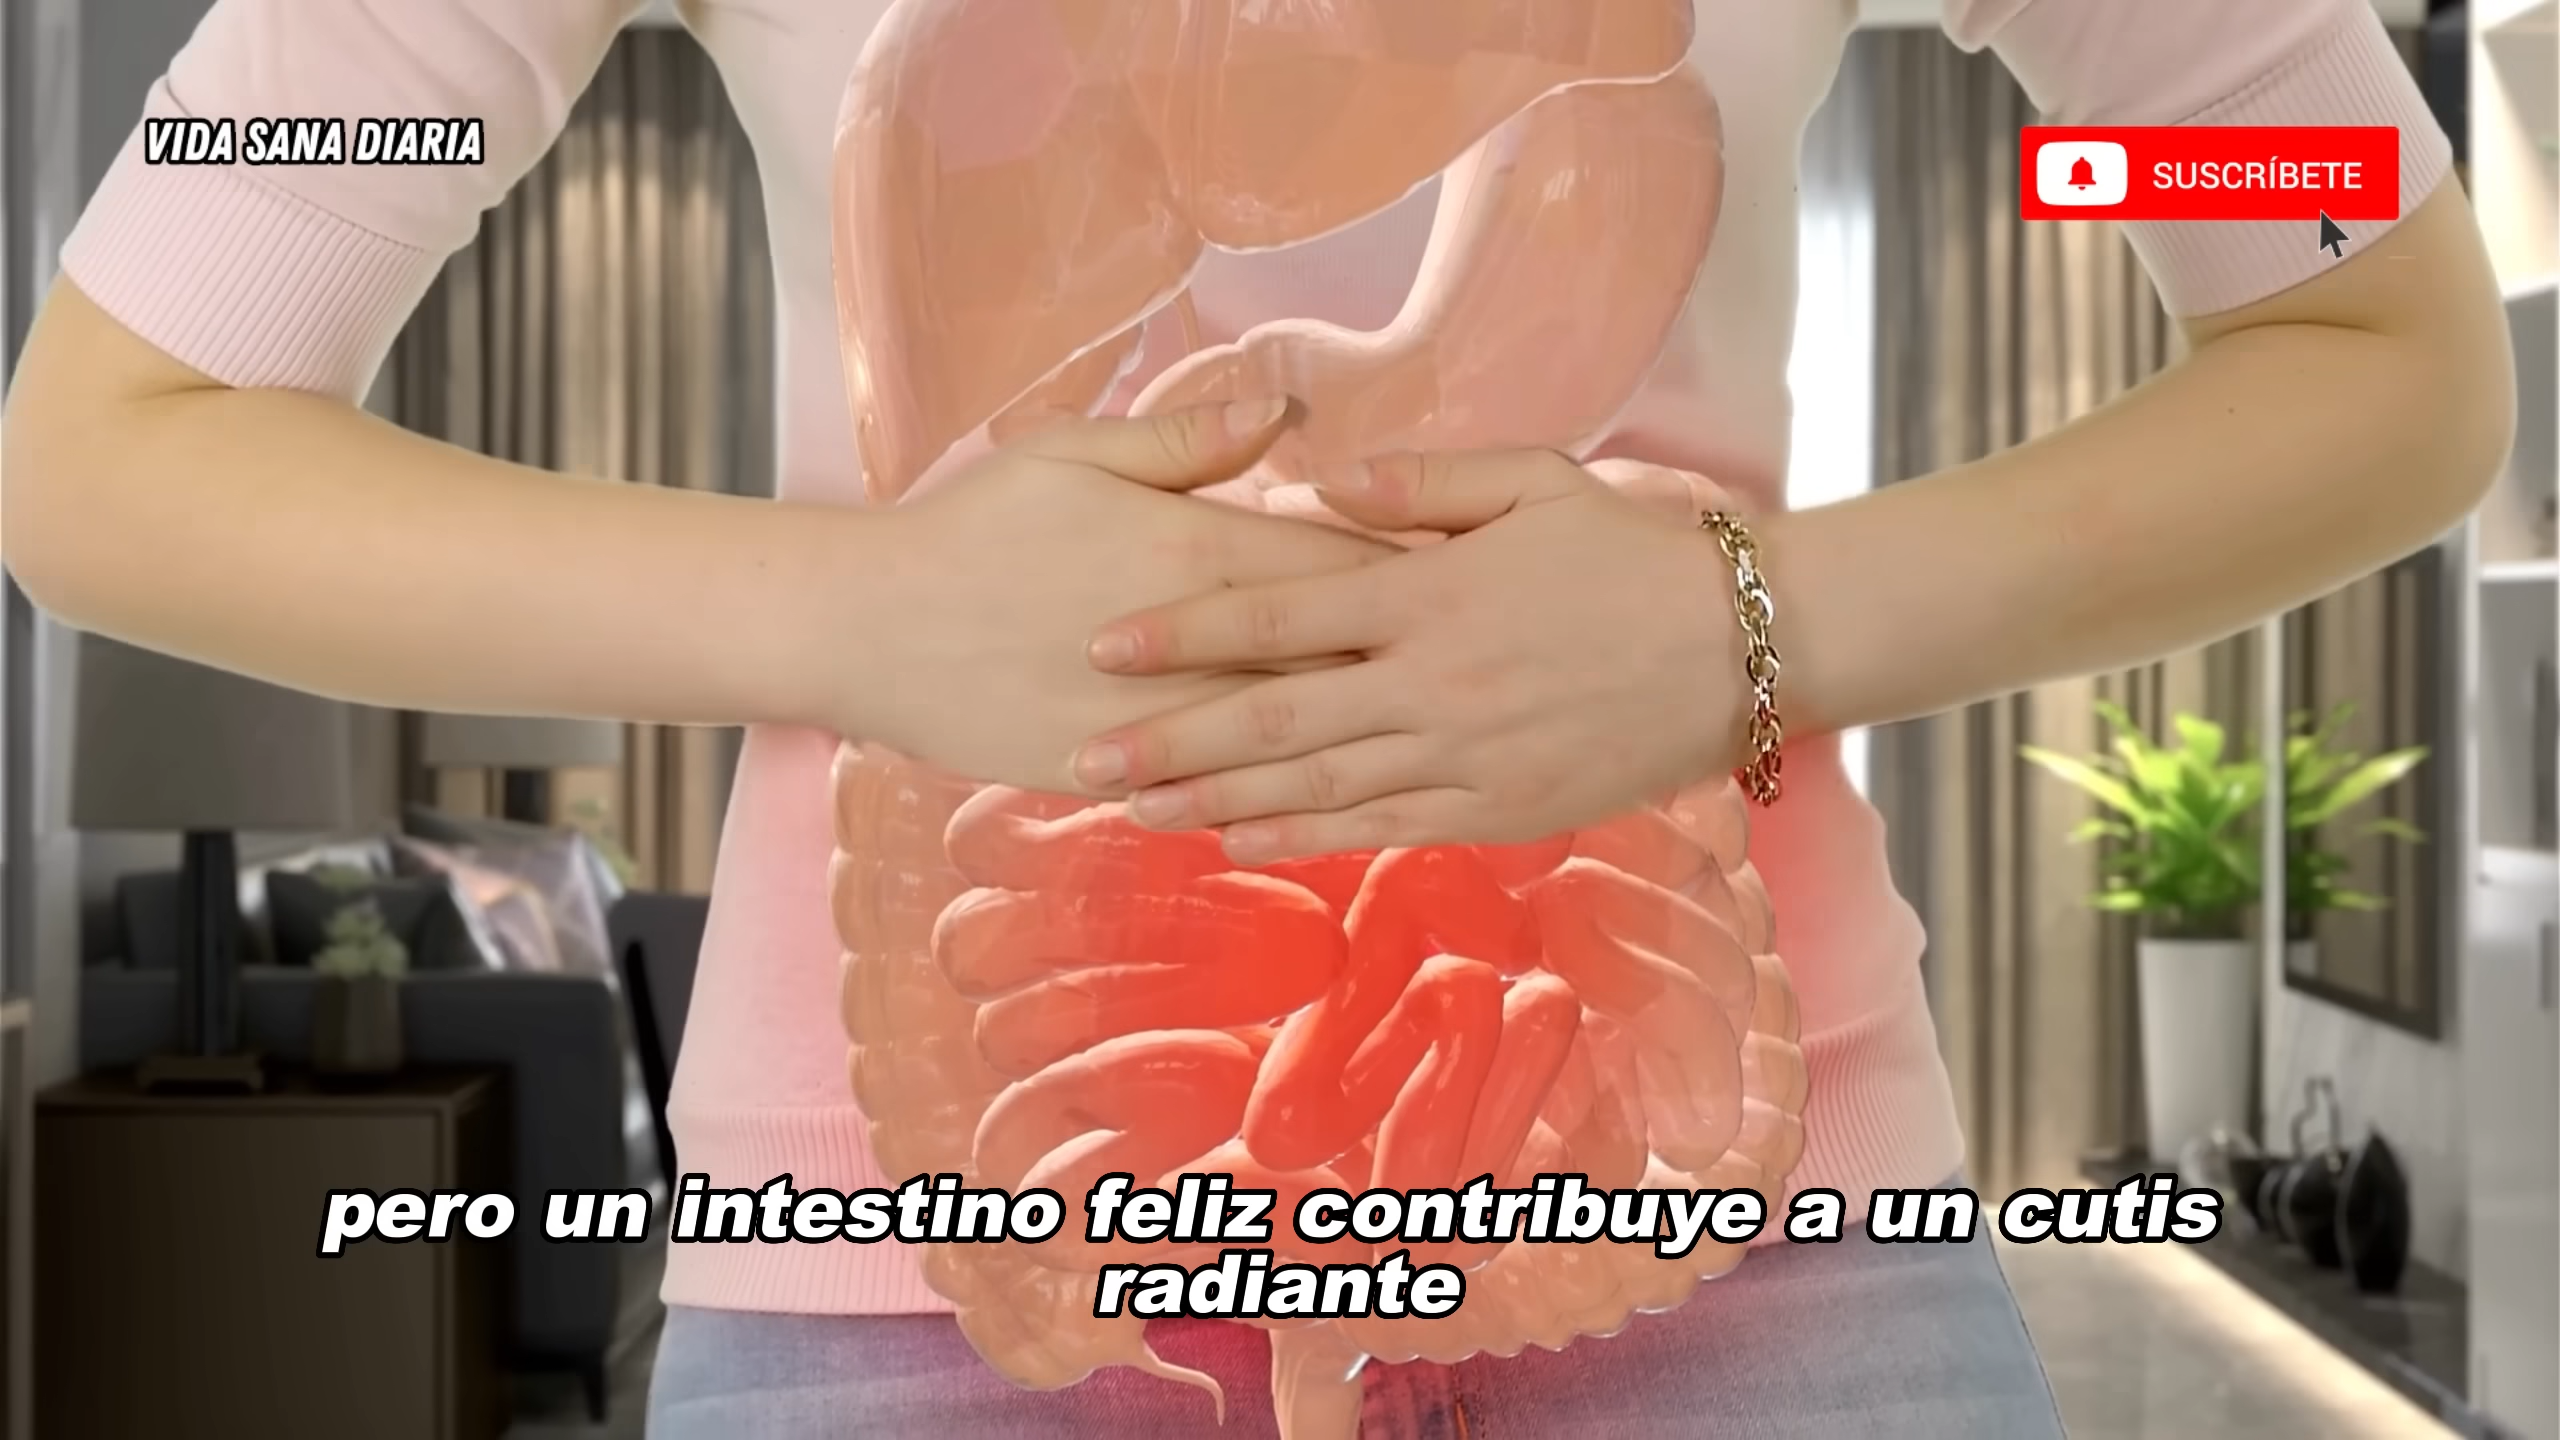 VIDA SANA DIARIA
SUSCRÍBETE
pero un intestino feliz contribuye a un cutis
radiante